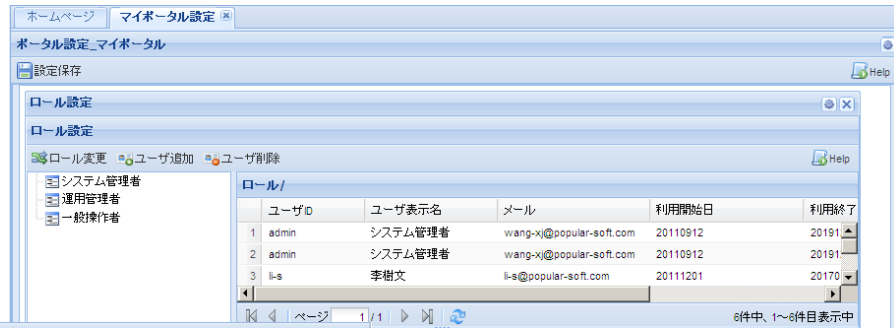 ホームページ マイポータル設定
ポータル設定_マイポータル
設定保存 Help
ロール設定
ロール設定
ロール変更 ユーザ追加 ユーザ削除 Help
システム管理者
運用管理者
一般操作者
ロール/
ユーザID ユーザ表示名 メール 利用開始日 利用終了
1 admin システム管理者 wang-xj@popular-soft.com 20110912 20191
2 admin システム管理者 wang-xj@popular-soft.com 20110912 20191
3 li-s 李樹文 li-s@popular-soft.com 20111201 20170
ページ 1 / 1 6件中、1～6件目表示中